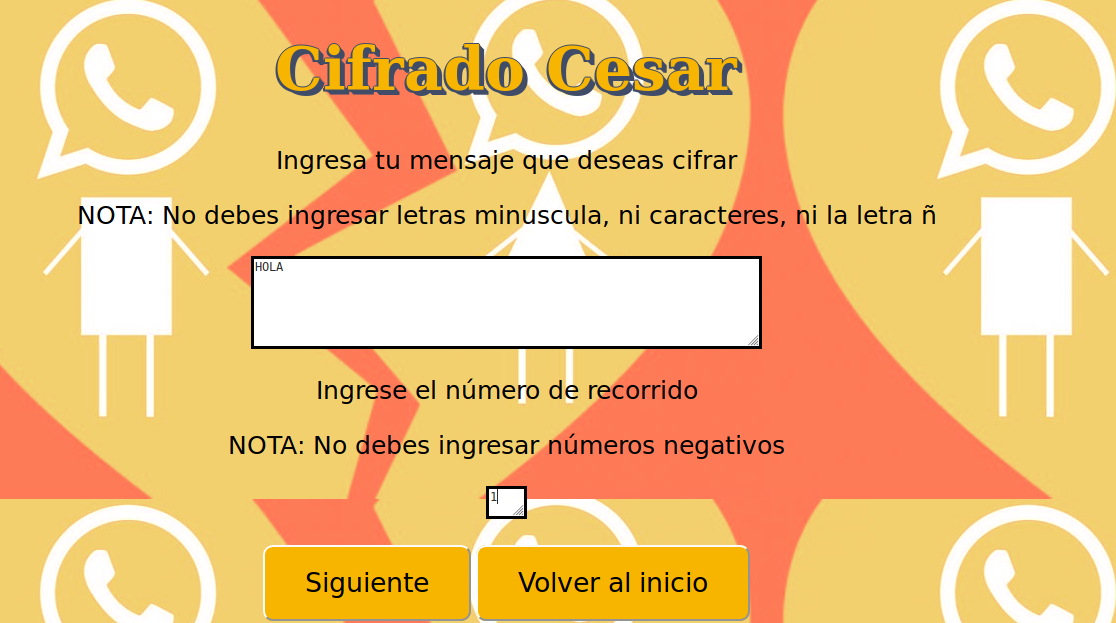 Cifrado Cesar
Ingresa tu mensaje que deseas cifrar
NOTA: No debes ingresar letras minuscula, ni caracteres, ni la letra ñ
HOLA
Ingrese el número de recorrido
NOTA: No debes ingresar números negativos
1
Siguiente
Volver al inicio